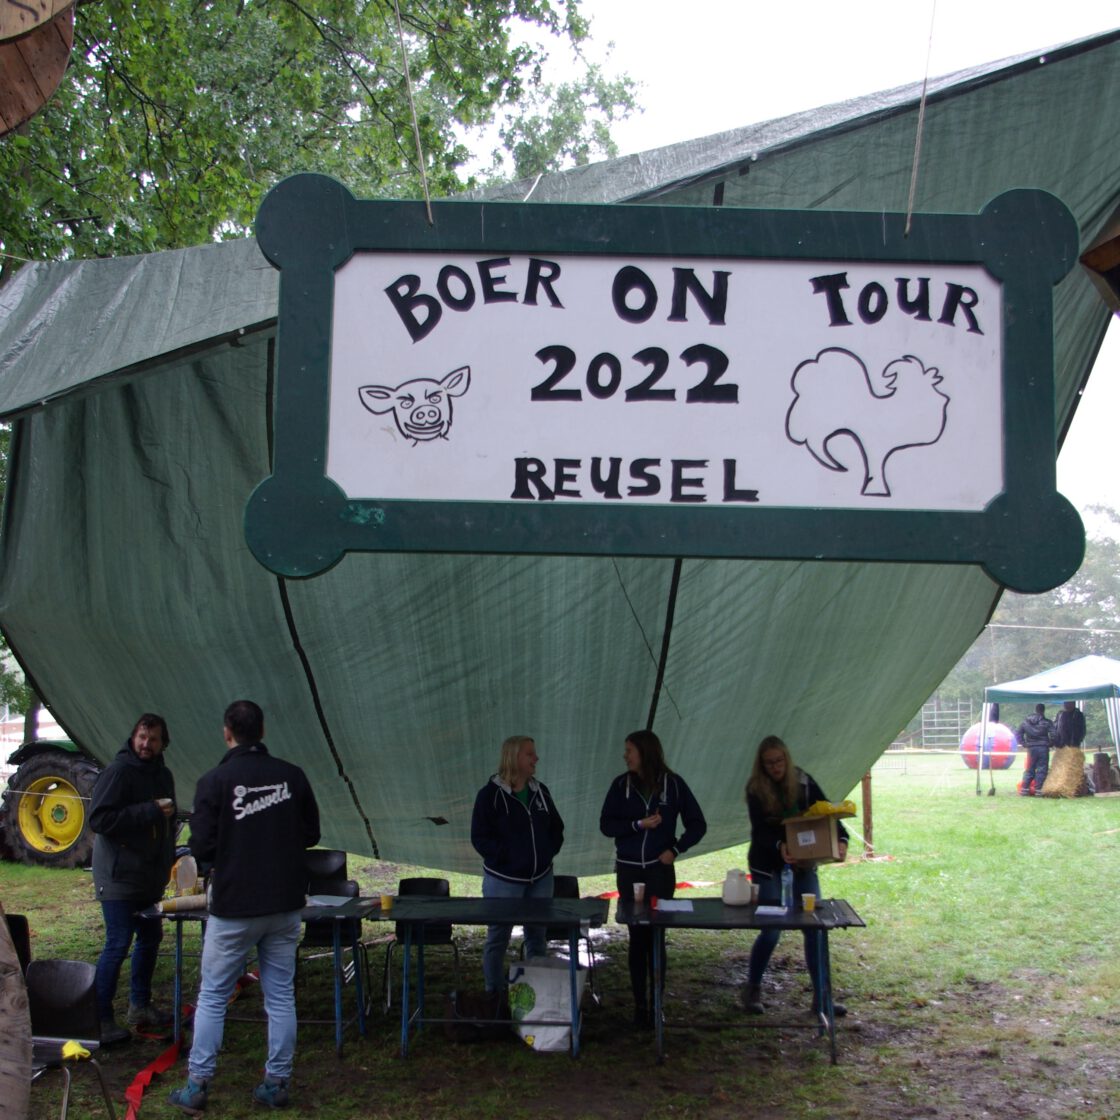 BOER ON TOUR
2022
REUSEL
Saasveld